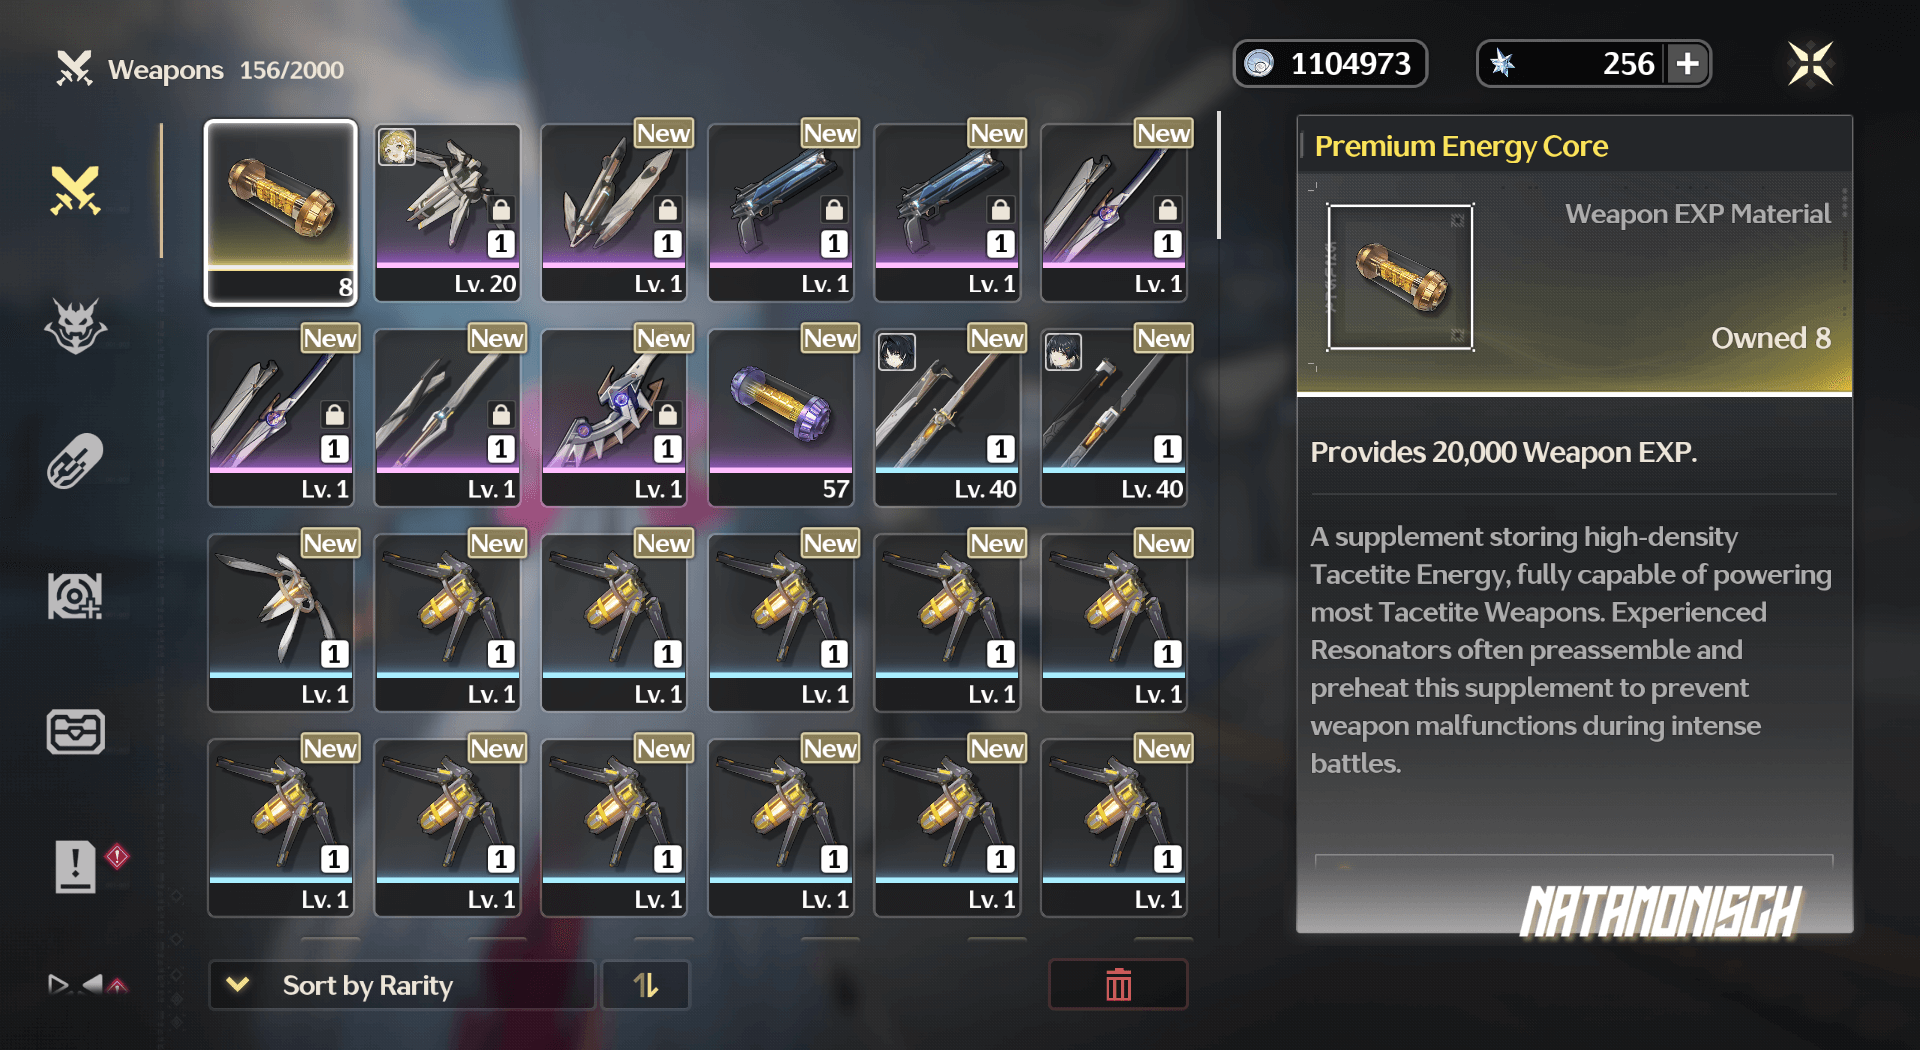 Weapons 156/2000
1104973
256
8
1
Lv. 20
New
1
Lv. 1
New
1
Lv. 1
New
1
Lv. 1
New
1
Lv. 1
New
1
Lv. 1
New
1
Lv. 1
New
1
Lv. 1
New
57
New
1
Lv. 40
New
1
Lv. 40
New
1
Lv. 1
New
1
Lv. 1
New
1
Lv. 1
New
1
Lv. 1
New
1
Lv. 1
New
1
Lv. 1
New
1
Lv. 1
New
1
Lv. 1
New
1
Lv. 1
New
1
Lv. 1
New
1
Lv. 1
New
1
Lv. 1
Sort by Rarity
Premium Energy Core
Weapon EXP Material
Owned 8
Provides 20,000 Weapon EXP.
A supplement storing high-density
Tacetite Energy, fully capable of powering
most Tacetite Weapons. Experienced
Resonators often preassemble and
preheat this supplement to prevent
weapon malfunctions during intense
battles.
NATAMONISCH